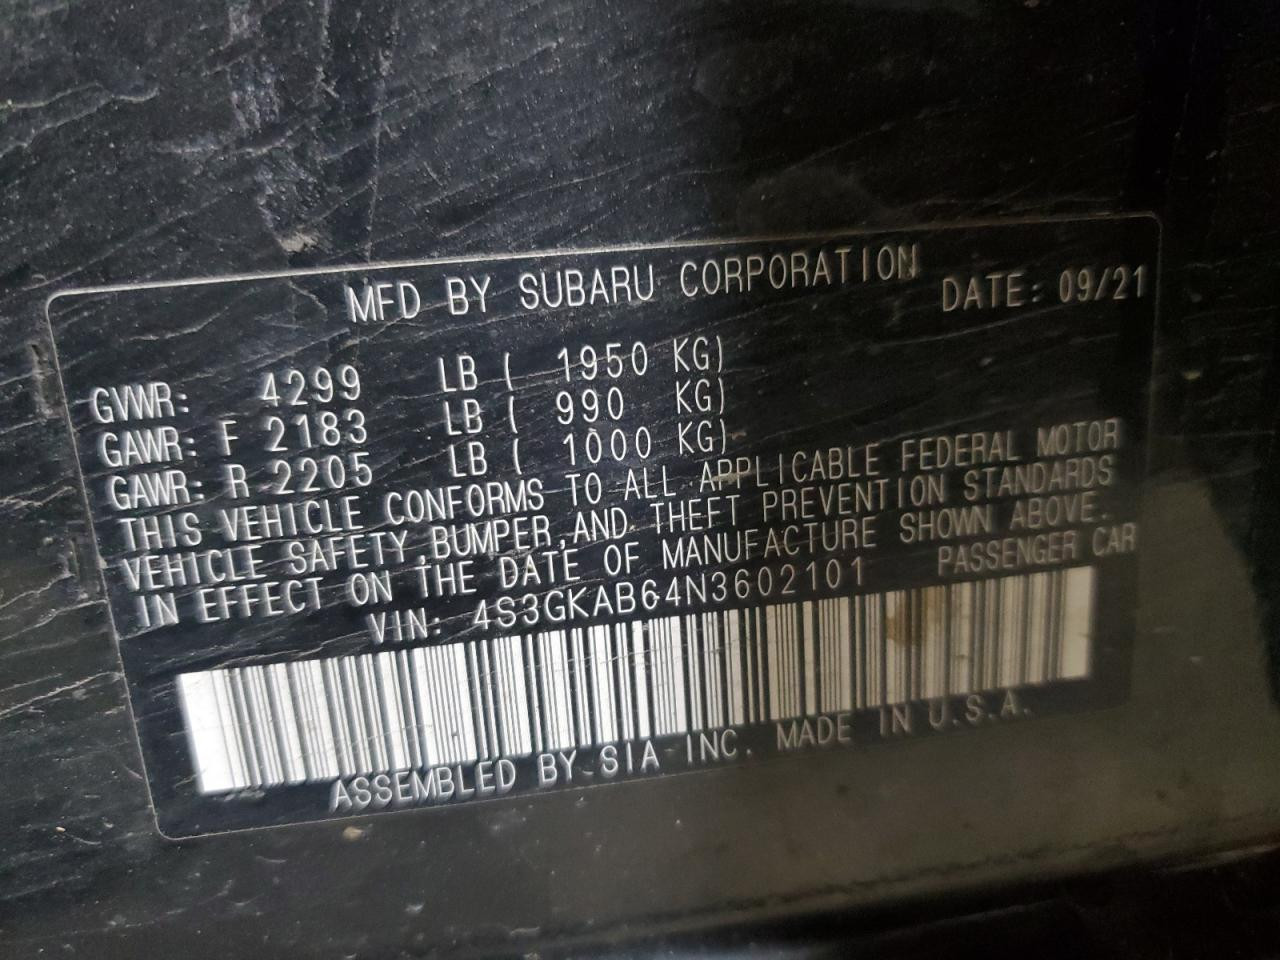 MFD BY SUBARU CORPORATION DATE: 09/21
GVWR: 4299 LB ( 1950 KG)
GAWR: F 2183 LB ( 990 KG)
GAWR: R 2205 LB ( 1000 KG)
THIS VEHICLE CONFORMS TO ALL APPLICABLE FEDERAL MOTOR
VEHICLE SAFETY,BUMPER,AND THEFT PREVENTION STANDARDS
IN EFFECT ON THE DATE OF MANUFACTURE SHOWN ABOVE.
VIN: 4S3GKAB64N3602101 PASSENGER CAR
ASSEMBLED BY SIA INC. MADE IN U.S.A.